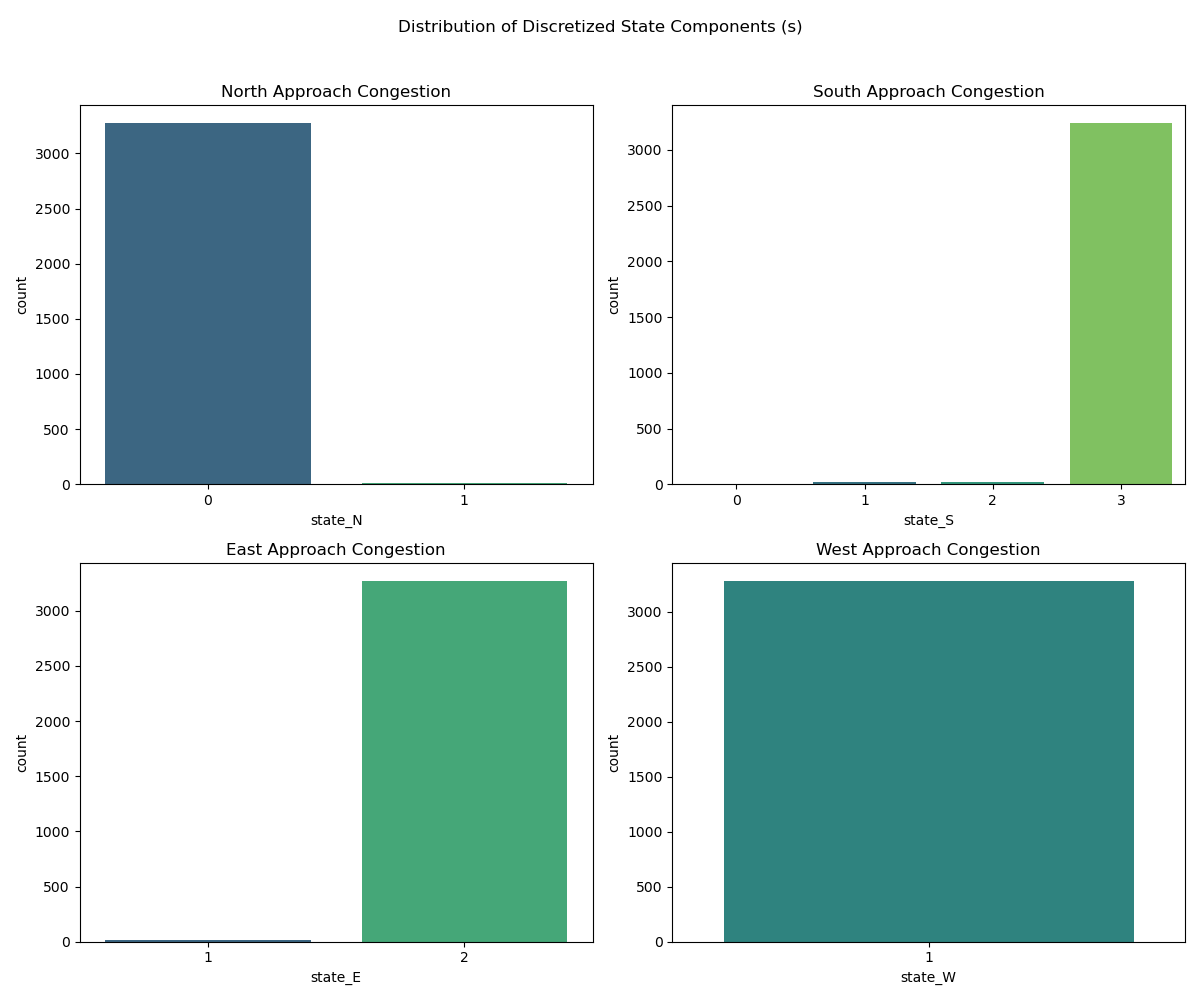 Distribution of Discretized State Components (s)
North Approach Congestion
3000
2500
2000
1500
1000
500
0
count
0 1
state_N
South Approach Congestion
3000
2500
2000
1500
1000
500
0
count
0 1 2 3
state_S
East Approach Congestion
3000
2500
2000
1500
1000
500
0
count
1 2
state_E
West Approach Congestion
3000
2500
2000
1500
1000
500
0
count
1
state_W